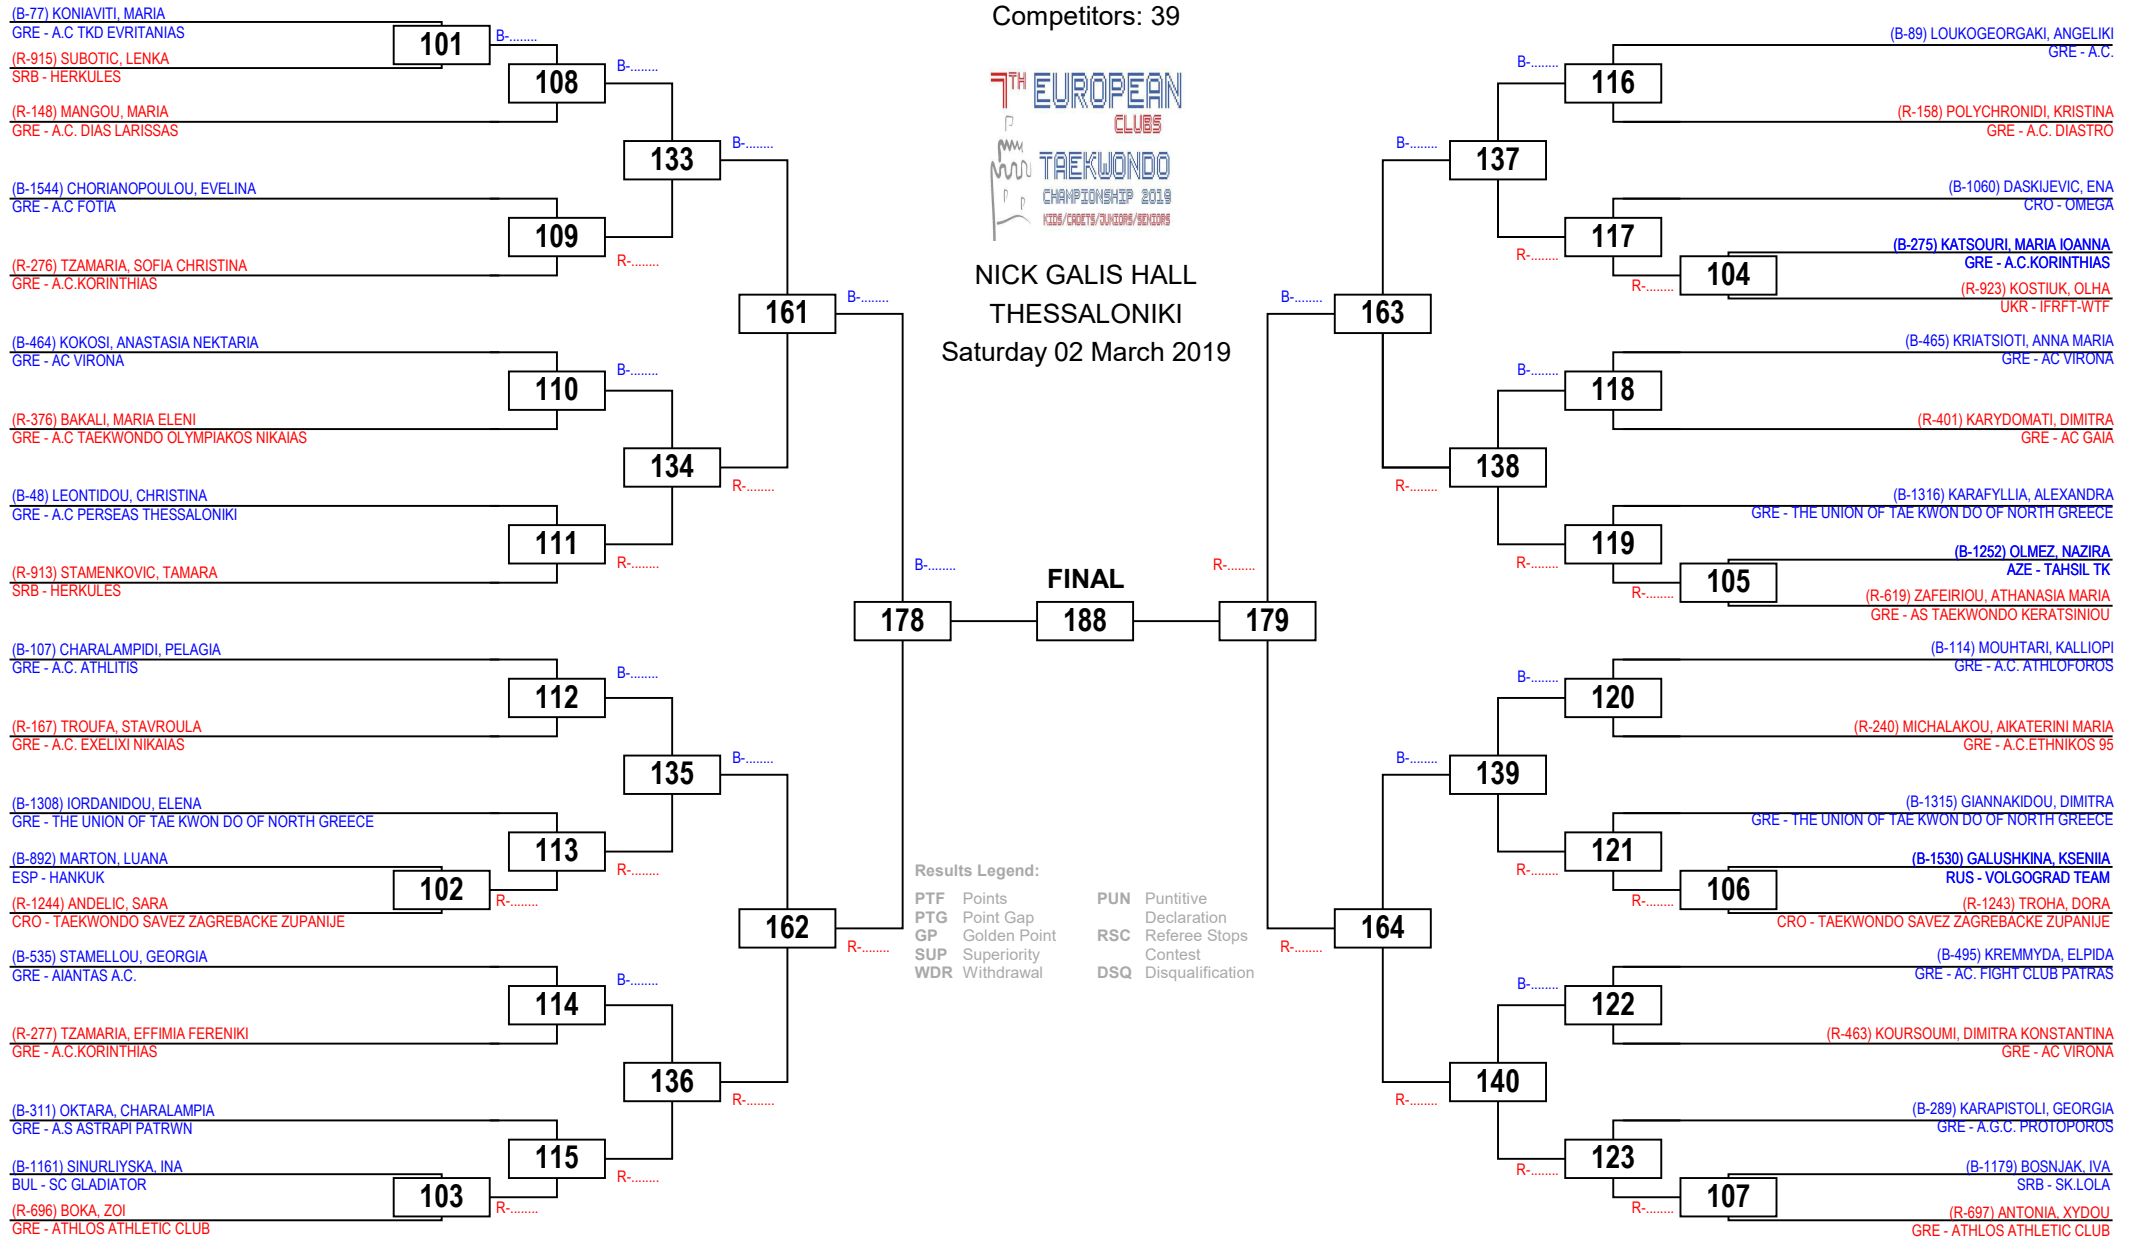 Competitors: 39
7TH EUROPEAN
CLUBS
TAEKWONDO
CHAMPIONSHIP 2019
KIDS/CADETS/JUNIORS/SENIORS
NICK GALIS HALL
THESSALONIKI
Saturday 02 March 2019
(B-77) KONIAVITI, MARIA
GRE - A.C TKD EVRITANIAS
101
B-........
(R-915) SUBOTIC, LENKA
SRB - HERKULES
108
B-........
(R-148) MANGOU, MARIA
GRE - A.C. DIAS LARISSAS
133
B-........
(B-1544) CHORIANOPOULOU, EVELINA
GRE - A.C FOTIA
109
R-........
(R-276) TZAMARIA, SOFIA CHRISTINA
GRE - A.C.KORINTHIAS
161
B-........
(B-464) KOKOSI, ANASTASIA NEKTARIA
GRE - AC VIRONA
110
B-........
(R-376) BAKALI, MARIA ELENI
GRE - A.C TAEKWONDO OLYMPIAKOS NIKAIAS
134
R-........
(B-48) LEONTIDOU, CHRISTINA
GRE - A.C PERSEAS THESSALONIKI
111
R-........
(R-913) STAMENKOVIC, TAMARA
SRB - HERKULES
B-........
178
(B-107) CHARALAMPIDI, PELAGIA
GRE - A.C. ATHLITIS
112
B-........
(R-167) TROUFA, STAVROULA
GRE - A.C. EXELIXI NIKAIAS
135
B-........
(B-1308) IORDANIDOU, ELENA
GRE - THE UNION OF TAE KWON DO OF NORTH GREECE
113
R-........
(B-892) MARTON, LUANA
ESP - HANKUK
102
R-........
(R-1244) ANDELIC, SARA
CRO - TAEKWONDO SAVEZ ZAGREBACKE ZUPANIJE
162
R-........
(B-535) STAMELLOU, GEORGIA
GRE - AIANTAS A.C.
114
B-........
(R-277) TZAMARIA, EFFIMIA FERENIKI
GRE - A.C.KORINTHIAS
136
R-........
(B-311) OKTARA, CHARALAMPIA
GRE - A.S ASTRAPI PATRWN
115
R-........
(B-1161) SINURLIYSKA, INA
BUL - SC GLADIATOR
103
R-........
(R-696) BOKA, ZOI
GRE - ATHLOS ATHLETIC CLUB
FINAL
188
Results Legend:
PTF Points
PTG Point Gap
GP Golden Point
SUP Superiority
WDR Withdrawal
PUN Puntitive
Declaration
RSC Referee Stops
Contest
DSQ Disqualification
(B-89) LOUKOGEORGAKI, ANGELIKI
GRE - A.C.
B-........
116
(R-158) POLYCHRONIDI, KRISTINA
GRE - A.C. DIASTRO
B-........
137
(B-1060) DASKIJEVIC, ENA
CRO - OMEGA
R-........
117
(B-275) KATSOURI, MARIA IOANNA
GRE - A.C.KORINTHIAS
R-........
104
(R-923) KOSTIUK, OLHA
UKR - IFRFT-WTF
B-........
163
(B-465) KRIATSIOTI, ANNA MARIA
GRE - AC VIRONA
B-........
118
(R-401) KARYDOMATI, DIMITRA
GRE - AC GAIA
R-........
138
(B-1316) KARAFYLLIA, ALEXANDRA
GRE - THE UNION OF TAE KWON DO OF NORTH GREECE
R-........
119
(B-1252) OLMEZ, NAZIRA
AZE - TAHSIL TK
R-........
105
(R-619) ZAFEIRIOU, ATHANASIA MARIA
GRE - AS TAEKWONDO KERATSINIOU
R-........
179
(B-114) MOUHTARI, KALLIOPI
GRE - A.C. ATHLOFOROS
B-........
120
(R-240) MICHALAKOU, AIKATERINI MARIA
GRE - A.C.ETHNIKOS 95
B-........
139
(B-1315) GIANNAKIDOU, DIMITRA
GRE - THE UNION OF TAE KWON DO OF NORTH GREECE
R-........
121
(B-1530) GALUSHKINA, KSENIIA
RUS - VOLGOGRAD TEAM
R-........
106
(R-1243) TROHA, DORA
CRO - TAEKWONDO SAVEZ ZAGREBACKE ZUPANIJE
R-........
164
(B-495) KREMMYDA, ELPIDA
GRE - AC. FIGHT CLUB PATRAS
B-........
122
(R-463) KOURSOUMI, DIMITRA KONSTANTINA
GRE - AC VIRONA
R-........
140
(B-289) KARAPISTOLI, GEORGIA
GRE - A.G.C. PROTOPOROS
R-........
123
(B-1179) BOSNJAK, IVA
SRB - SK.LOLA
R-........
107
(R-697) ANTONIA, XYDOU
GRE - ATHLOS ATHLETIC CLUB